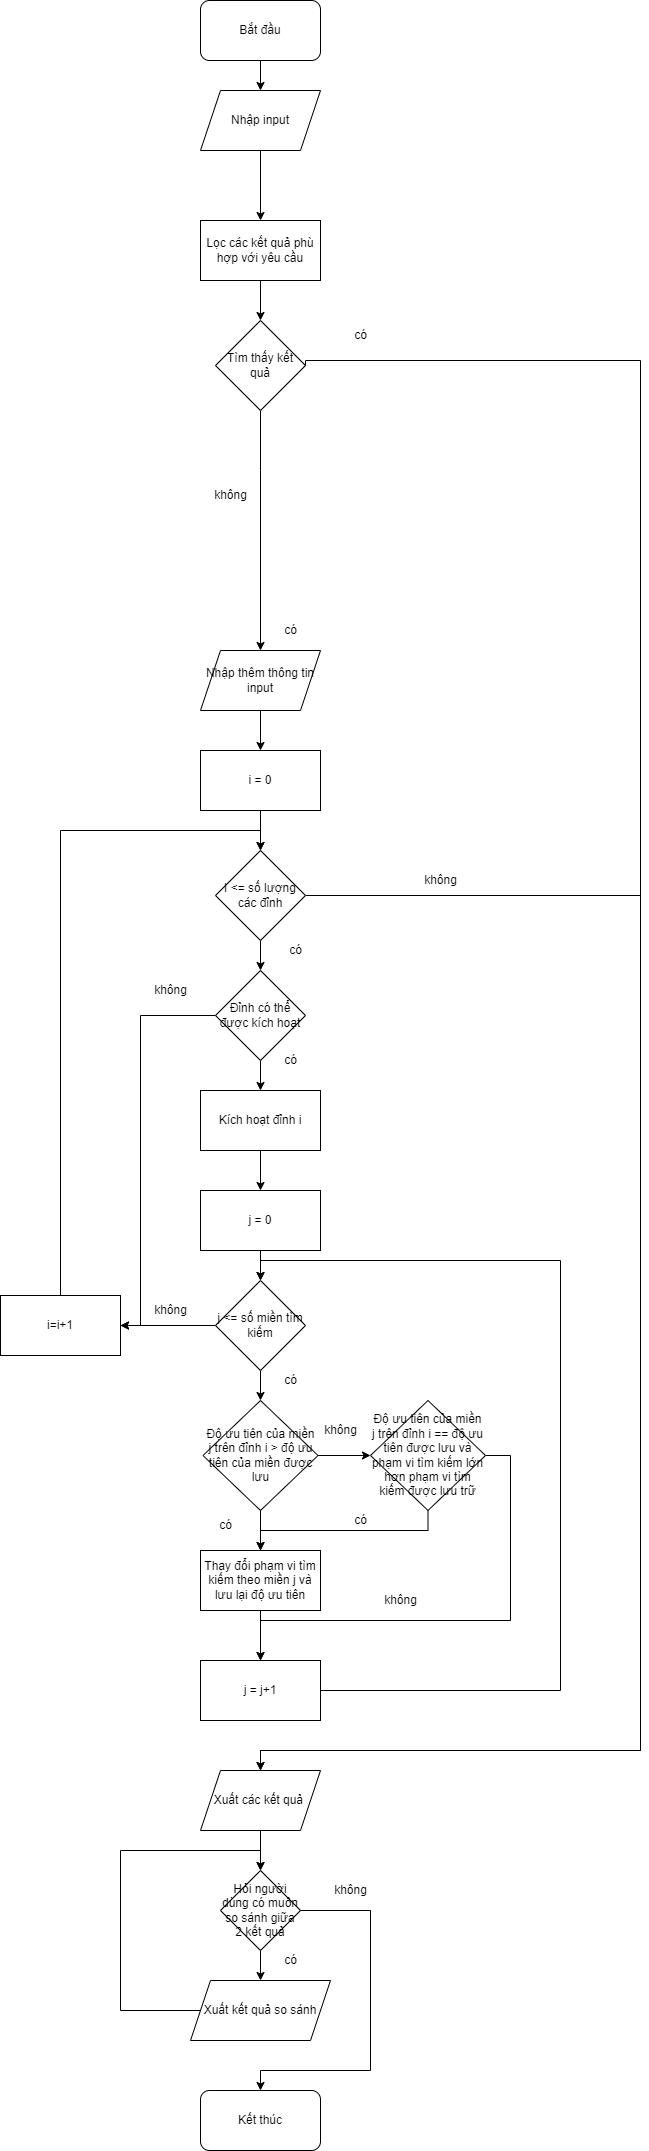 Bắt đầu
Nhập input
Lọc các kết quả phù
hợp với yêu cầu
có
Tìm thấy kết
quả
không
có
Nhập thêm thông tin
input
i = 0
không
I <= số lượng
các đỉnh
có
không
Đỉnh có thể
được kích hoạt
có
Kích hoạt đỉnh i
j = 0
không
j <= số miền tìm
kiếm
i=i+1
có
Độ ưu tiên của miền
j trên đỉnh i > độ ưu
tiên của miền được
lưu
không
Độ ưu tiên của miền
j trên đỉnh i == độ ưu
tiên được lưu và
phạm vi tìm kiếm lớn
hơn phạm vi tìm
kiếm được lưu trữ
có
có
Thay đổi phạm vi tìm
kiếm theo miền j và
lưu lại độ ưu tiên
không
j = j+1
Xuất các kết quả
Hỏi người
dùng có muốn
so sánh giữa
2 kết quả
không
có
Xuất kết quả so sánh
Kết thúc